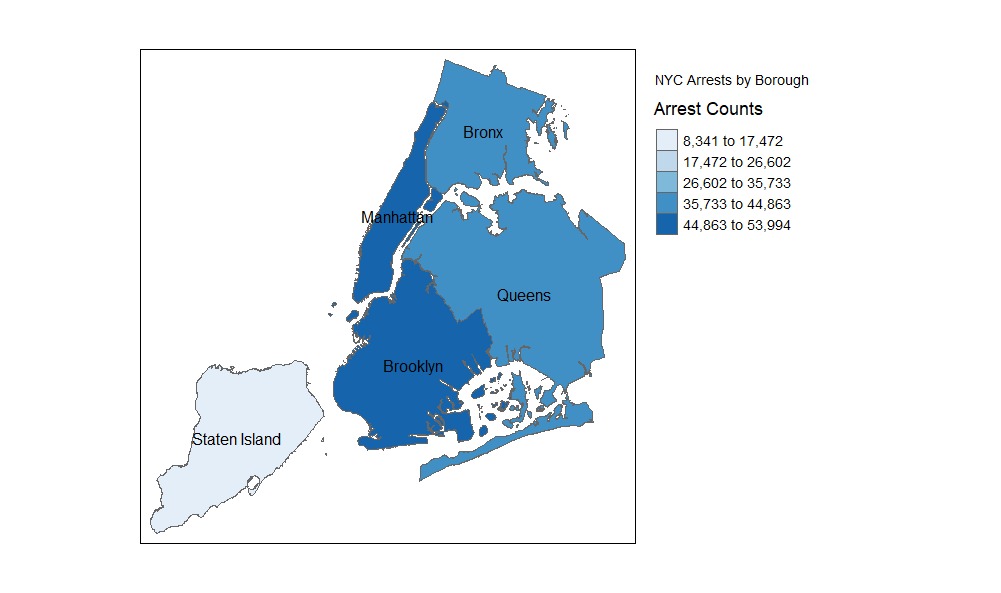 NYC Arrests by Borough
Arrest Counts
8,341 to 17,472
17,472 to 26,602
26,602 to 35,733
35,733 to 44,863
44,863 to 53,994
Bronx
Manhattan
Queens
Brooklyn
Staten Island